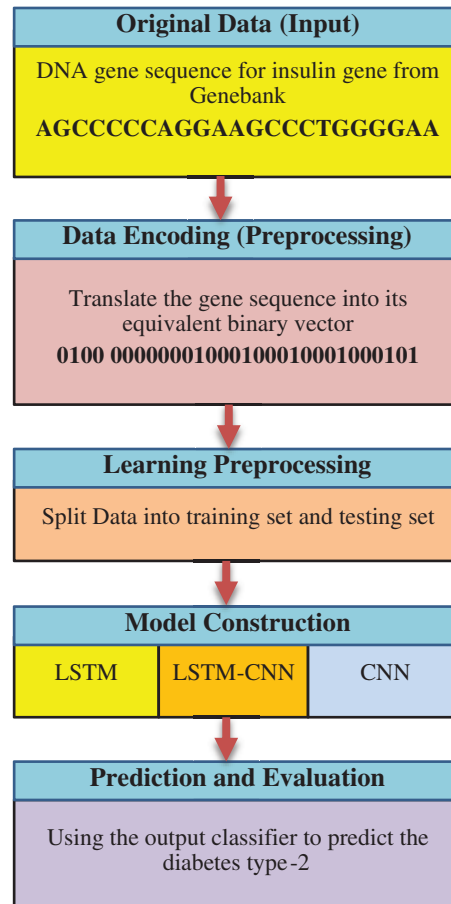 Original Data (Input)
DNA gene sequence for insulin gene from
Genebank
AGCCCCCAGGAAGCCCTGGGGAA
Data Encoding (Preprocessing)
Translate the gene sequence into its
equivalent binary vector
0100 00000001000100010001000101
Learning Preprocessing
Split Data into training set and testing set
Model Construction
LSTM
LSTM-CNN
CNN
Prediction and Evaluation
Using the output classifier to predict the
diabetes type-2